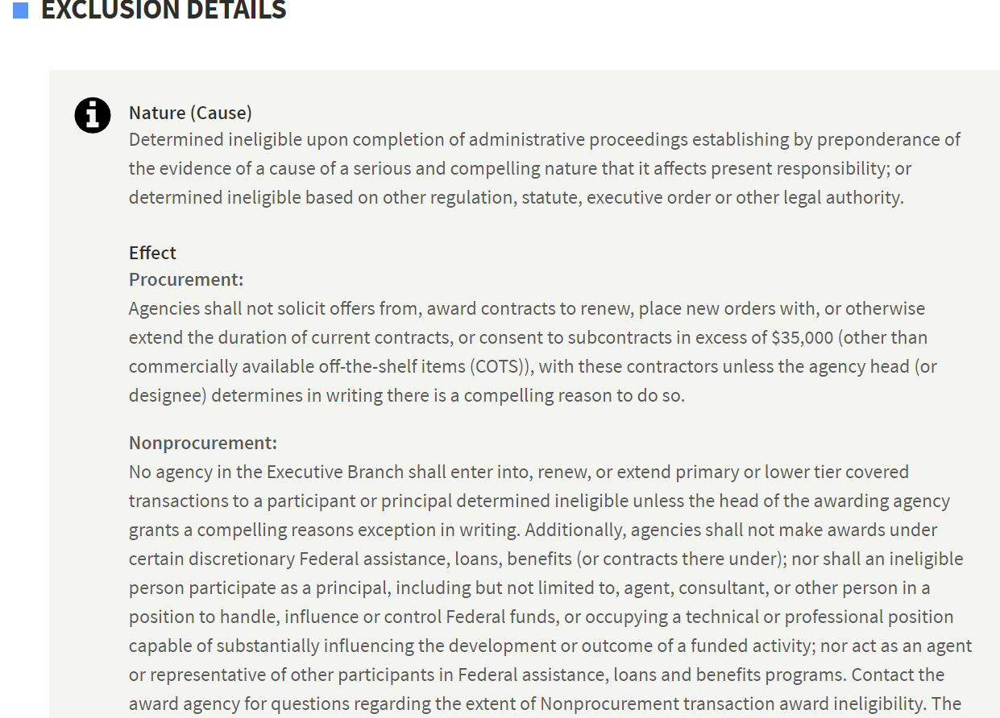 EXCLUSION DETAILS
Nature (Cause)
Determined ineligible upon completion of administrative proceedings establishing by preponderance of
the evidence of a cause of a serious and compelling nature that it affects present responsibility; or
determined ineligible based on other regulation, statute, executive order or other legal authority.
Effect
Procurement:
Agencies shall not solicit offers from, award contracts to renew, place new orders with, or otherwise
extend the duration of current contracts, or consent to subcontracts in excess of $35,000 (other than
commercially available off-the-shelf items (COTS)), with these contractors unless the agency head (or
designee) determines in writing there is a compelling reason to do so.
Nonprocurement:
No agency in the Executive Branch shall enter into, renew, or extend primary or lower tier covered
transactions to a participant or principal determined ineligible unless the head of the awarding agency
grants a compelling reasons exception in writing. Additionally, agencies shall not make awards under
certain discretionary Federal assistance, loans, benefits (or contracts there under); nor shall an ineligible
person participate as a principal, including but not limited to, agent, consultant, or other person in a
position to handle, influence or control Federal funds, or occupying a technical or professional position
capable of substantially influencing the development or outcome of a funded activity; nor act as an agent
or representative of other participants in Federal assistance, loans and benefits programs. Contact the
award agency for questions regarding the extent of Nonprocurement transaction award ineligibility. The